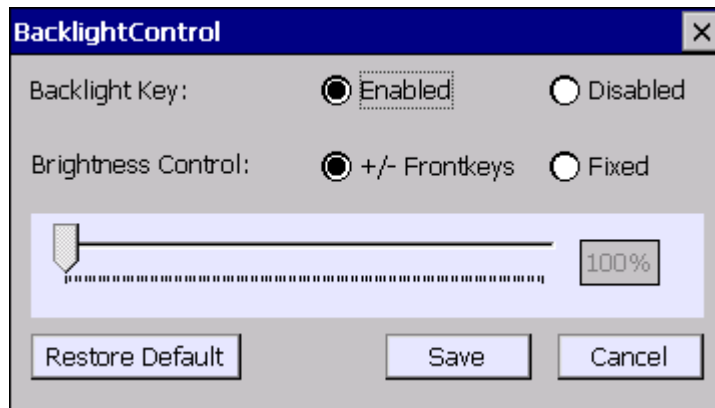 BacklightControl
Backlight Key: Enabled Disabled
Brightness Control: +/- Frontkeys Fixed
100%
Restore Default Save Cancel